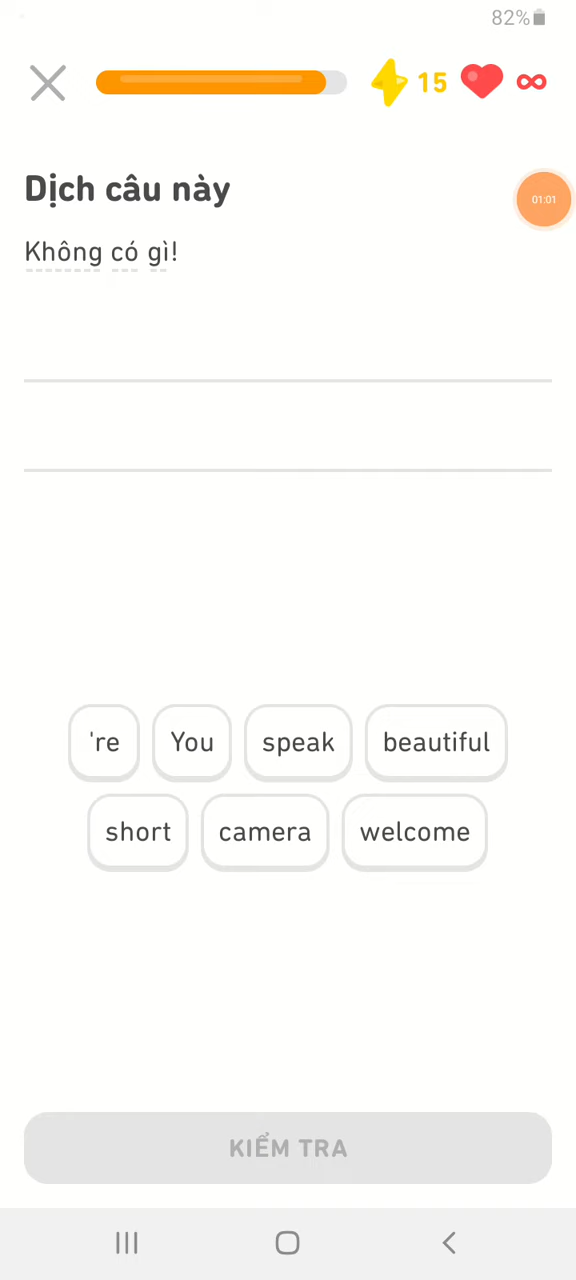 82%
15
Dịch câu này
01:01
Không có gì!
're You speak beautiful
short camera welcome
KIỂM TRA